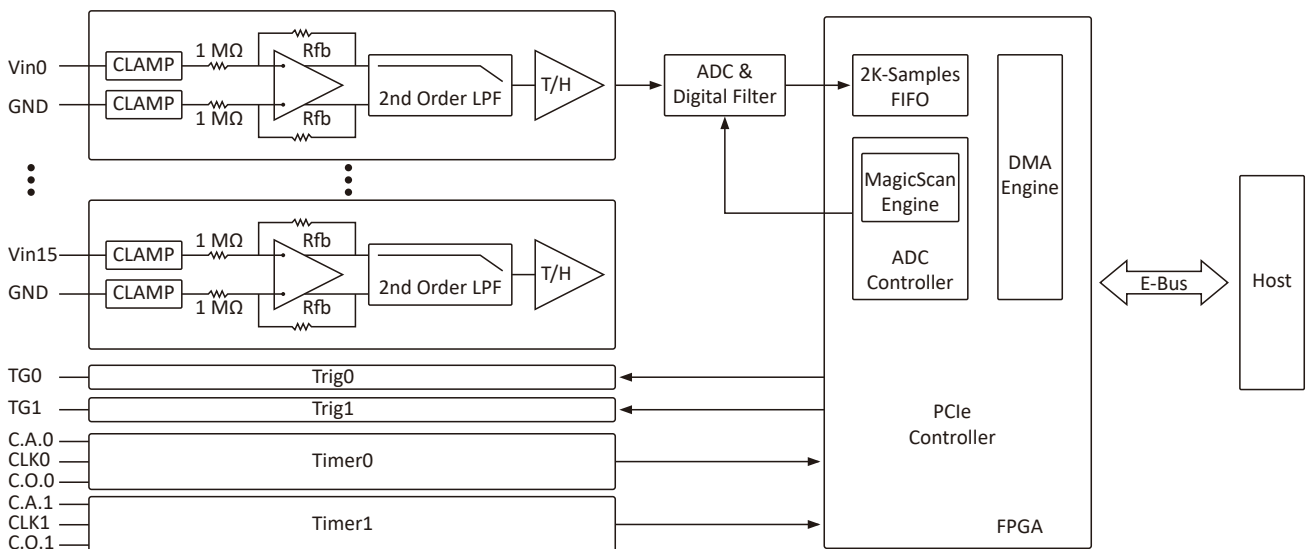 Vin0
GND
CLAMP
CLAMP
1 MΩ
1 MΩ
Rfb
Rfb
2nd Order LPF
T/H
ADC &
Digital Filter
2K-Samples
FIFO
MagicScan
Engine
ADC
Controller
DMA
Engine
Vin15
GND
CLAMP
CLAMP
1 MΩ
1 MΩ
Rfb
Rfb
2nd Order LPF
T/H
E-Bus
Host
TG0
Trig0
TG1
Trig1
C.A.0
CLK0
C.O.0
Timer0
C.A.1
CLK1
C.O.1
Timer1
PCIe
Controller
FPGA